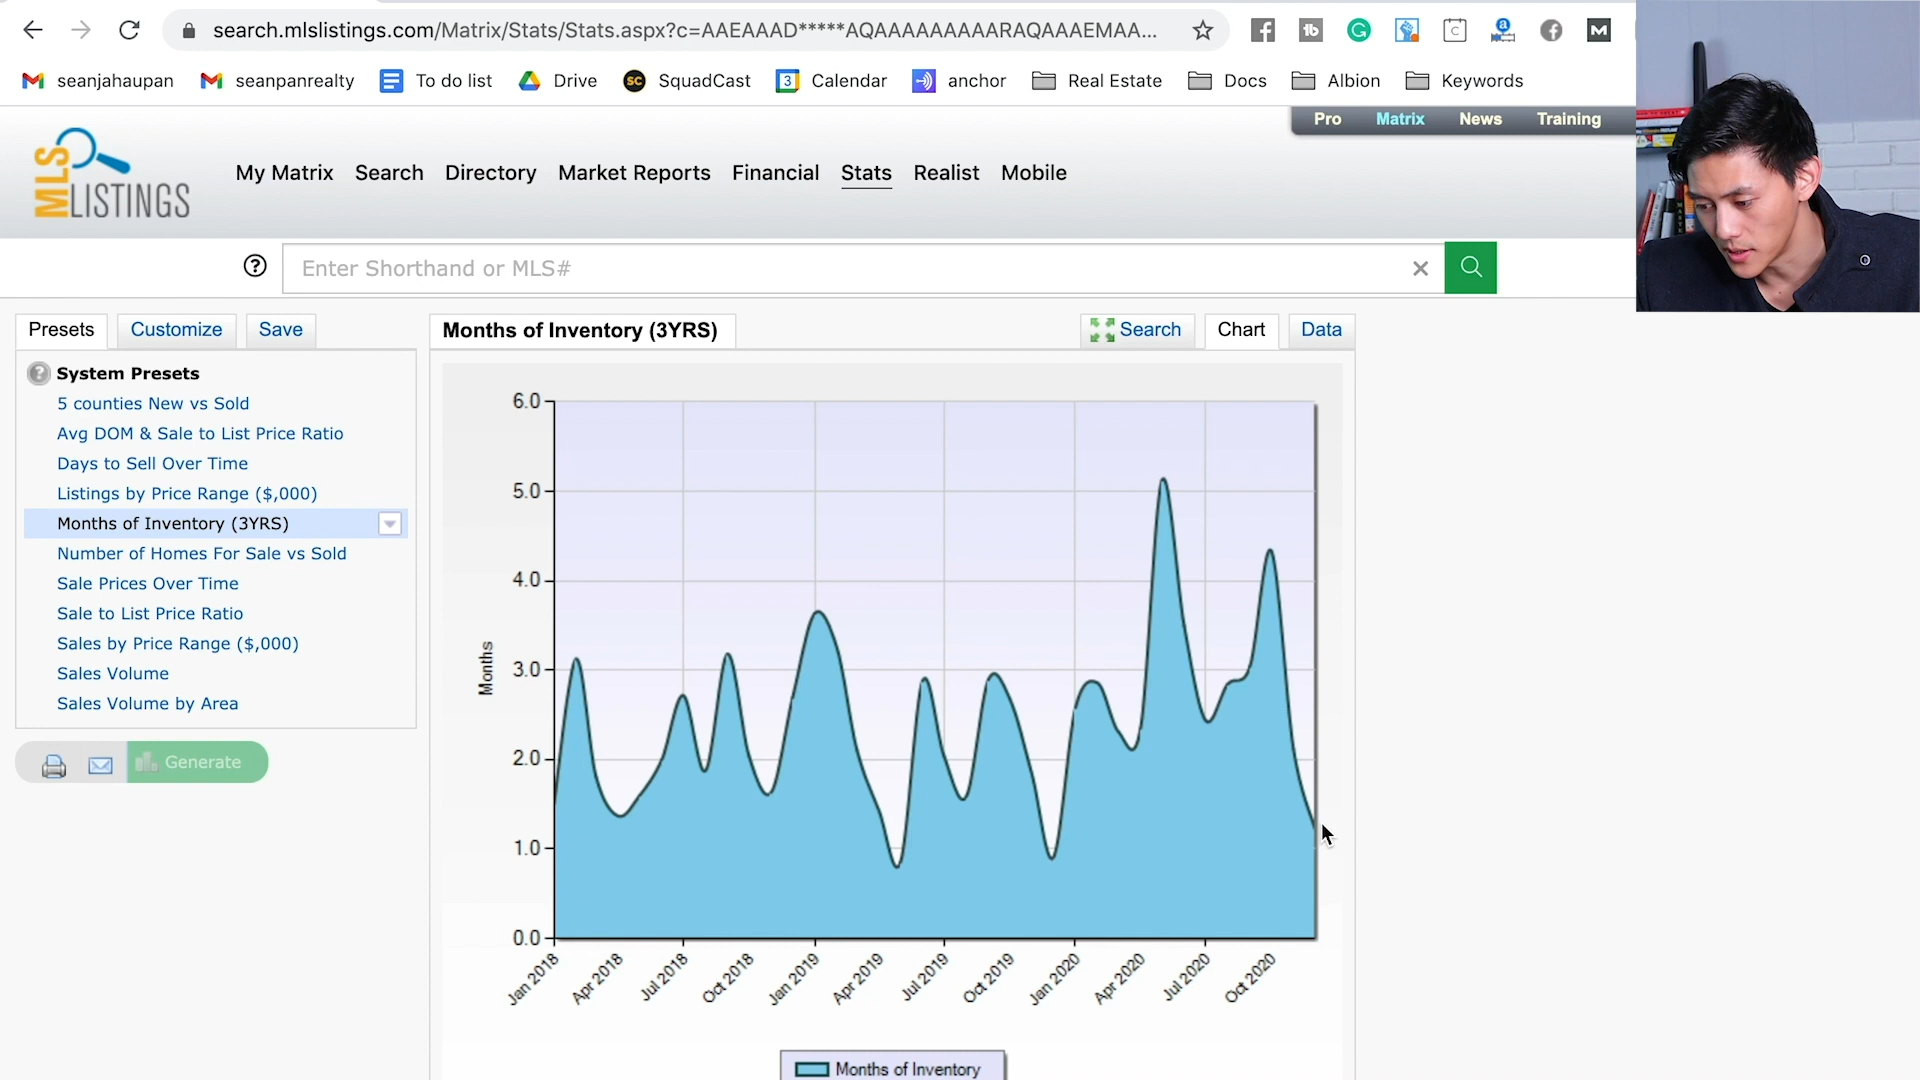 search.mlslistings.com/Matrix/Stats/Stats.aspx?c=AAEAAAD*****AQAAAAAAAAARAQAAAEMAA...
seanjahaupan seanpanrealty To do list Drive SC SquadCast 3 Calendar anchor Real Estate Docs Albion Keywords
Pro Matrix News Training
MLS LISTINGS
My Matrix Search Directory Market Reports Financial Stats Realist Mobile
Enter Shorthand or MLS#
Presets Customize Save
Months of Inventory (3YRS) Search Chart Data
System Presets
5 counties New vs Sold
Avg DOM & Sale to List Price Ratio
Days to Sell Over Time
Listings by Price Range ($,000)
Months of Inventory (3YRS)
Number of Homes For Sale vs Sold
Sale Prices Over Time
Sale to List Price Ratio
Sales by Price Range ($,000)
Sales Volume
Sales Volume by Area
Generate
6.0
5.0
4.0
3.0
2.0
1.0
0.0
Months
Jan 2018 Apr 2018 Jul 2018 Oct 2018 Jan 2019 Apr 2019 Jul 2019 Oct 2019 Jan 2020 Apr 2020 Jul 2020 Oct 2020
Months of Inventory